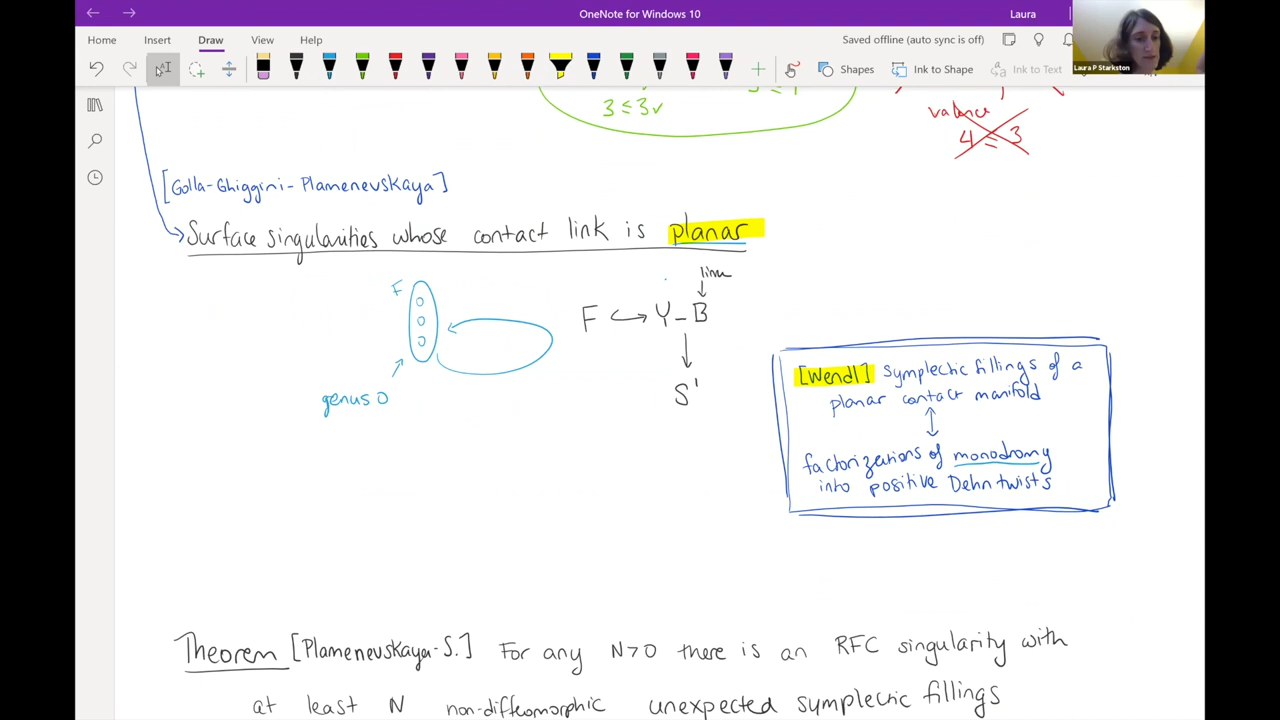 OneNote for Windows 10
Laura
Home Insert Draw View Help
Saved offline (auto sync is off)
Shapes Ink to Shape Ink to Text
Laura P Starkston
3 ≤ 3 ✓
valence
4 ≤ 3
[Golla-Ghiggini-Plamenevskaya]
Surface singularities whose contact link is planar
F
genus 0
link
F ↪ Y - B
↓
S¹
[Wendl] Symplectic fillings of a
planar contact manifold
↕
factorizations of monodromy
into positive Dehn twists
Theorem [Plamenevskaya-S.] For any N>0 there is an RFC singularity with
at least N non-diffeomorphic unexpected symplectic fillings